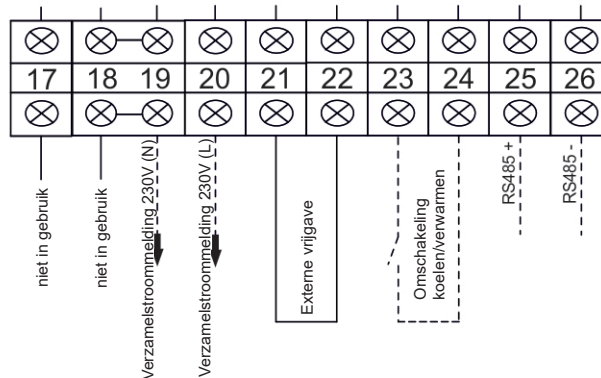 17 18 19 20 21 22 23 24 25 26
niet in gebruik
niet in gebruik
Verzamelstroommelding 230V (N)
Verzamelstroommelding 230V (L)
Externe vrijgave
Omschakeling
koelen/verwarmen
RS485 +
RS485 -